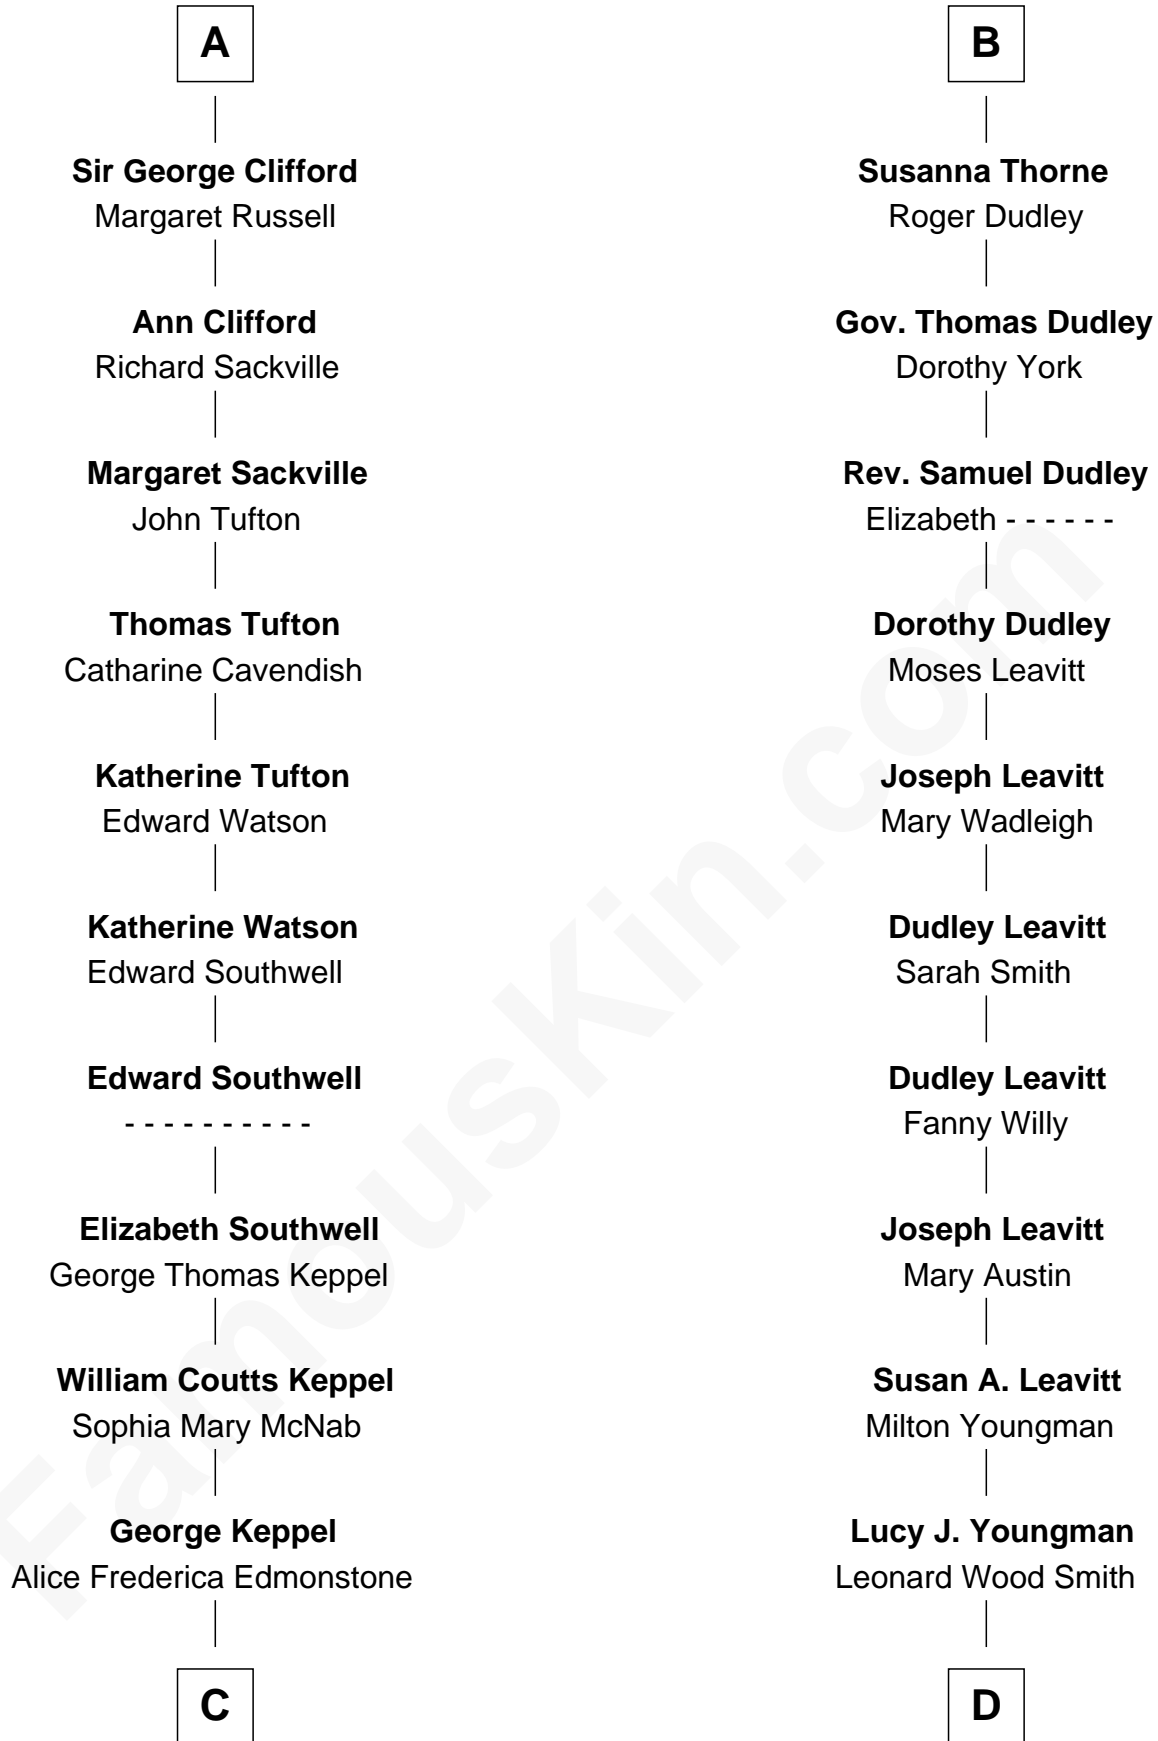 A
Sir George Clifford
Margaret Russell
Ann Clifford
Richard Sackville
Margaret Sackville
John Tufton
Thomas Tufton
Catharine Cavendish
Katherine Tufton
Edward Watson
Katherine Watson
Edward Southwell
Edward Southwell
- - - - - - - - - -
Elizabeth Southwell
George Thomas Keppel
William Coutts Keppel
Sophia Mary McNab
George Keppel
Alice Frederica Edmonstone
C
B
Susanna Thorne
Roger Dudley
Gov. Thomas Dudley
Dorothy York
Rev. Samuel Dudley
Elizabeth - - - - - -
Dorothy Dudley
Moses Leavitt
Joseph Leavitt
Mary Wadleigh
Dudley Leavitt
Sarah Smith
Dudley Leavitt
Fanny Willy
Joseph Leavitt
Mary Austin
Susan A. Leavitt
Milton Youngman
Lucy J. Youngman
Leonard Wood Smith
D
FamousKin.com